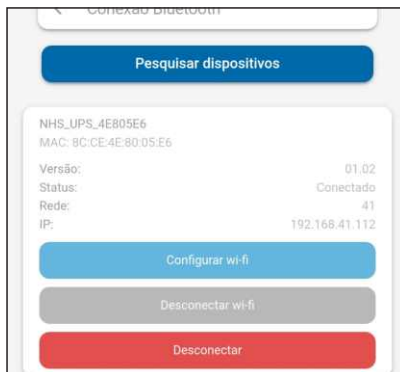 Conexão Bluetooth
Pesquisar dispositivos
NHS_UPS_4E805E6
MAC: 8C:CE:4E:80:05:E6
Versão: 01.02
Status: Conectado
Rede: 41
IP: 192.168.41.112
Configurar wi-fi
Desconectar wi-fi
Desconectar